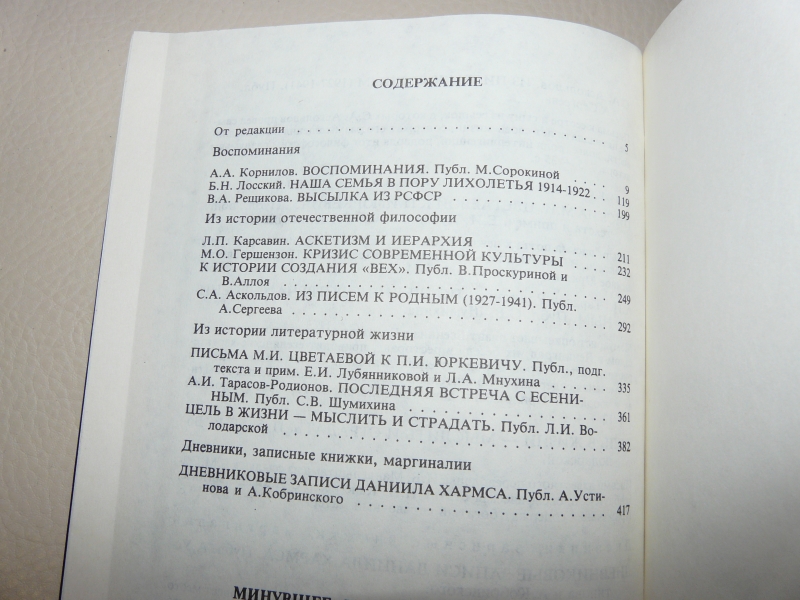 СОДЕРЖАНИЕ
От редакции . . . . . . . . . . . . . . . . . . . . . . . . . 5
Воспоминания
А.А. Корнилов. ВОСПОМИНАНИЯ. Публ. М.Сорокиной . . . . 9
Б.Н. Лосский. НАША СЕМЬЯ В ПОРУ ЛИХОЛЕТЬЯ 1914-1922 . . 119
В.А. Рещикова. ВЫСЫЛКА ИЗ РСФСР . . . . . . . . . . . . 199
Из истории отечественной философии
Л.П. Карсавин. АСКЕТИЗМ И ИЕРАРХИЯ . . . . . . . . . . 211
М.О. Гершензон. КРИЗИС СОВРЕМЕННОЙ КУЛЬТУРЫ . . . . 232
К ИСТОРИИ СОЗДАНИЯ «ВЕХ». Публ. В.Проскуриной и
В.Аллоя . . . . . . . . . . . . . . . . . . . . . . . . . 249
С.А. Аскольдов. ИЗ ПИСЕМ К РОДНЫМ (1927-1941). Публ.
А.Сергеева . . . . . . . . . . . . . . . . . . . . . . . 292
Из истории литературной жизни
ПИСЬМА М.И. ЦВЕТАЕВОЙ К П.И. ЮРКЕВИЧУ. Публ., подг.
текста и прим. Е.И. Лубянниковой и Л.А. Мнухина . . . . . 335
А.И. Тарасов-Родионов. ПОСЛЕДНЯЯ ВСТРЕЧА С ЕСЕНИ-
НЫМ. Публ. С.В. Шумихина . . . . . . . . . . . . . . . 361
ЦЕЛЬ В ЖИЗНИ — МЫСЛИТЬ И СТРАДАТЬ. Публ. Л.И. Во-
лодарской . . . . . . . . . . . . . . . . . . . . . . . 382
Дневники, записные книжки, маргиналии
ДНЕВНИКОВЫЕ ЗАПИСИ ДАНИИЛА ХАРМСА. Публ. А.Усти-
нова и А.Кобринского . . . . . . . . . . . . . . . . . . 417
МИНУВШЕЕ